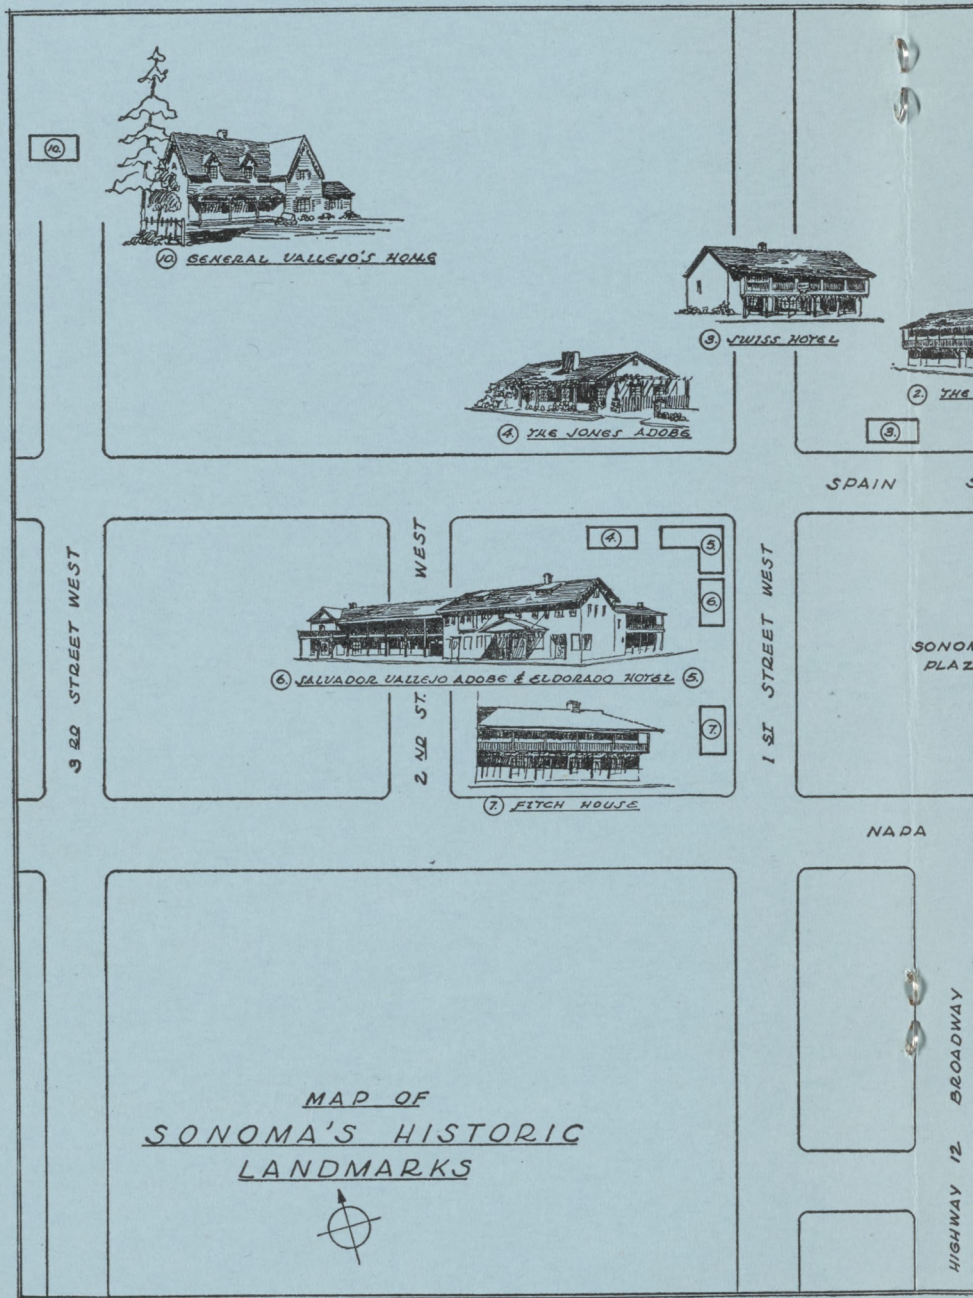 10.
10. GENERAL VALLEJO'S HOME
3. SWISS HOTEL
2. THE
4. THE JONES ADOBE
3.
SPAIN S
3 RD STREET WEST
2 ND ST. WEST
1 ST STREET WEST
4.
5.
6.
SONOM
PLAZ
6. SALVADOR VALLEJO ADOBE & ELDORADO HOTEL 5.
7.
7. FITCH HOUSE
NAPA
HIGHWAY 12 BROADWAY
MAP OF
SONOMA'S HISTORIC
LANDMARKS